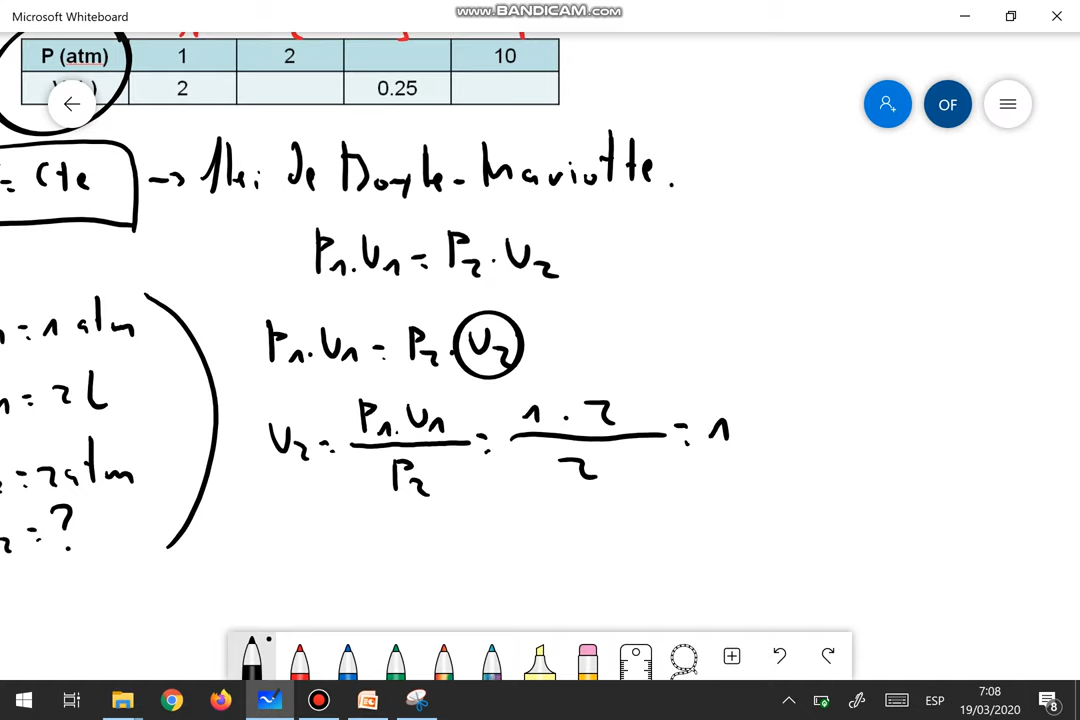 WWW.BANDICAM.COM
Microsoft Whiteboard
P (atm) 1 2 10
2 0.25
OF
= Cte → llei de Boyle-Mariotte.
P1.V1 = P2.V2
= 1 atm
P1.V1 = P2.V2
= 2 L
V2 = P1.V1 / P2 = 1.2 / 2 = 1
= 2 atm
= ?
ESP
7:08
19/03/2020
8